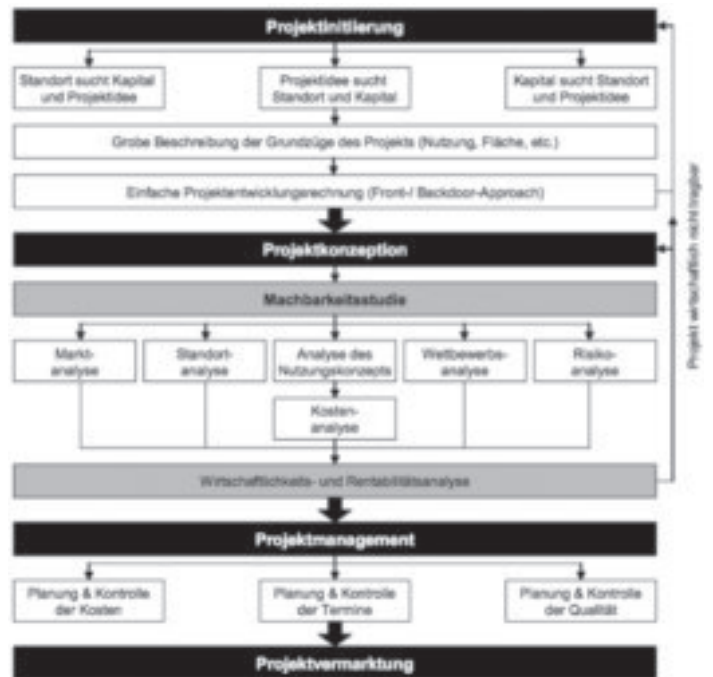 Projektinitiierung
Standort sucht Kapital
und Projektidee
Projektidee sucht
Standort und Kapital
Kapital sucht Standort
und Projektidee
Grobe Beschreibung der Grundzüge des Projekts (Nutzung, Fläche, etc.)
Einfache Projektentwicklungsrechnung (Front-/ Backdoor-Approach)
Projektkonzeption
Machbarkeitsstudie
Markt-
analyse
Standort-
analyse
Analyse des
Nutzungskonzepts
Wettbewerbs-
analyse
Risiko-
analyse
Kosten-
analyse
Wirtschaftlichkeits- und Rentabilitätsanalyse
Projektmanagement
Planung & Kontrolle
der Kosten
Planung & Kontrolle
der Termine
Planung & Kontrolle
der Qualität
Projektvermarktung
Projekt wirtschaftlich nicht tragbar